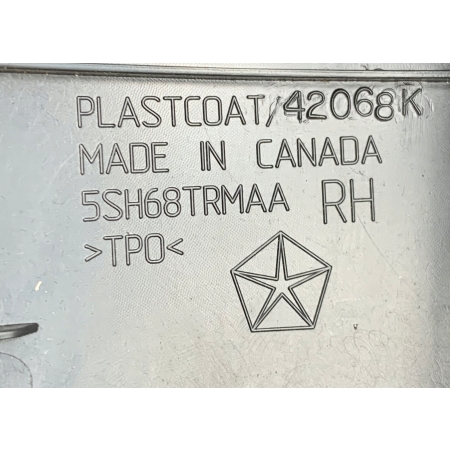 PLASTCOAT/42068K
MADE IN CANADA
5SH68TRMAA RH
>TPO<